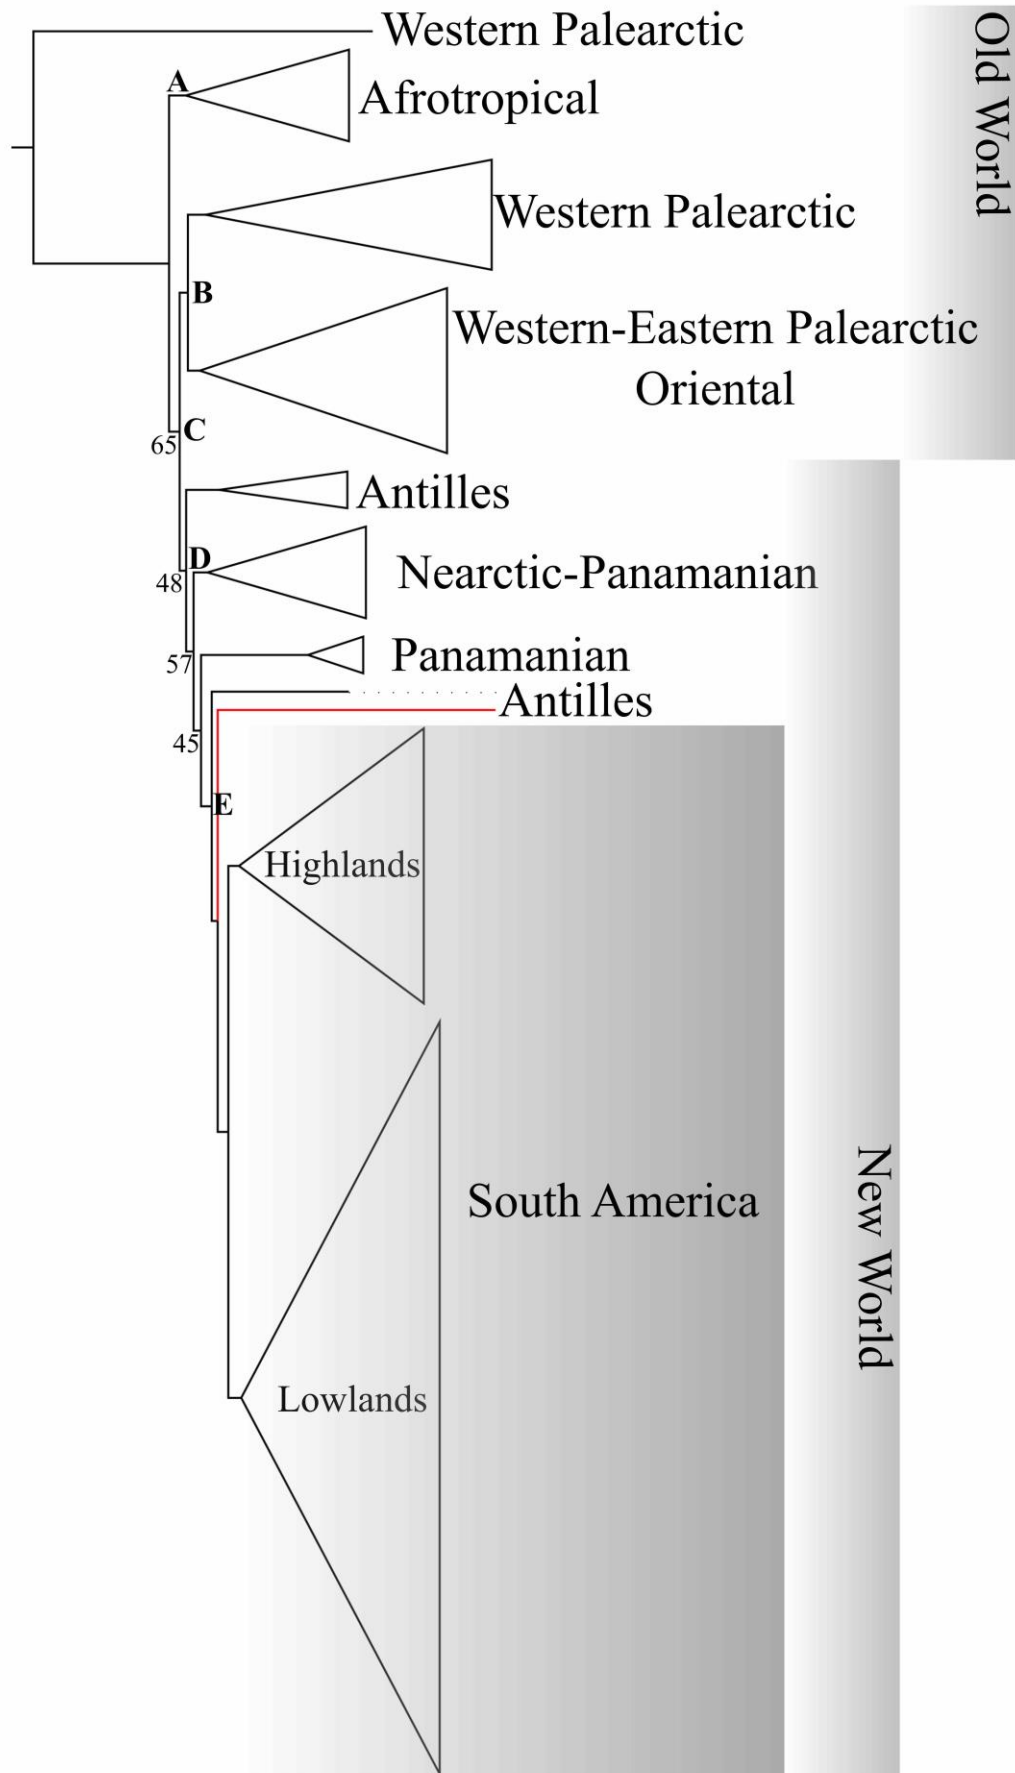 Western Palearctic
Old World
A
Afrotropical
Western Palearctic
B
Western-Eastern Palearctic
Oriental
C
65
Antilles
D
48
Nearctic-Panamanian
57
Panamanian
Antilles
45
E
Highlands
South America
New World
Lowlands